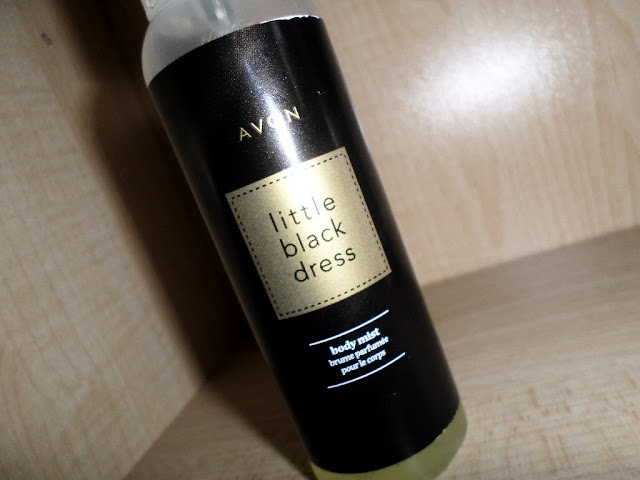 AVON
little
black
dress
body mist
brume parfumée
pour le corps